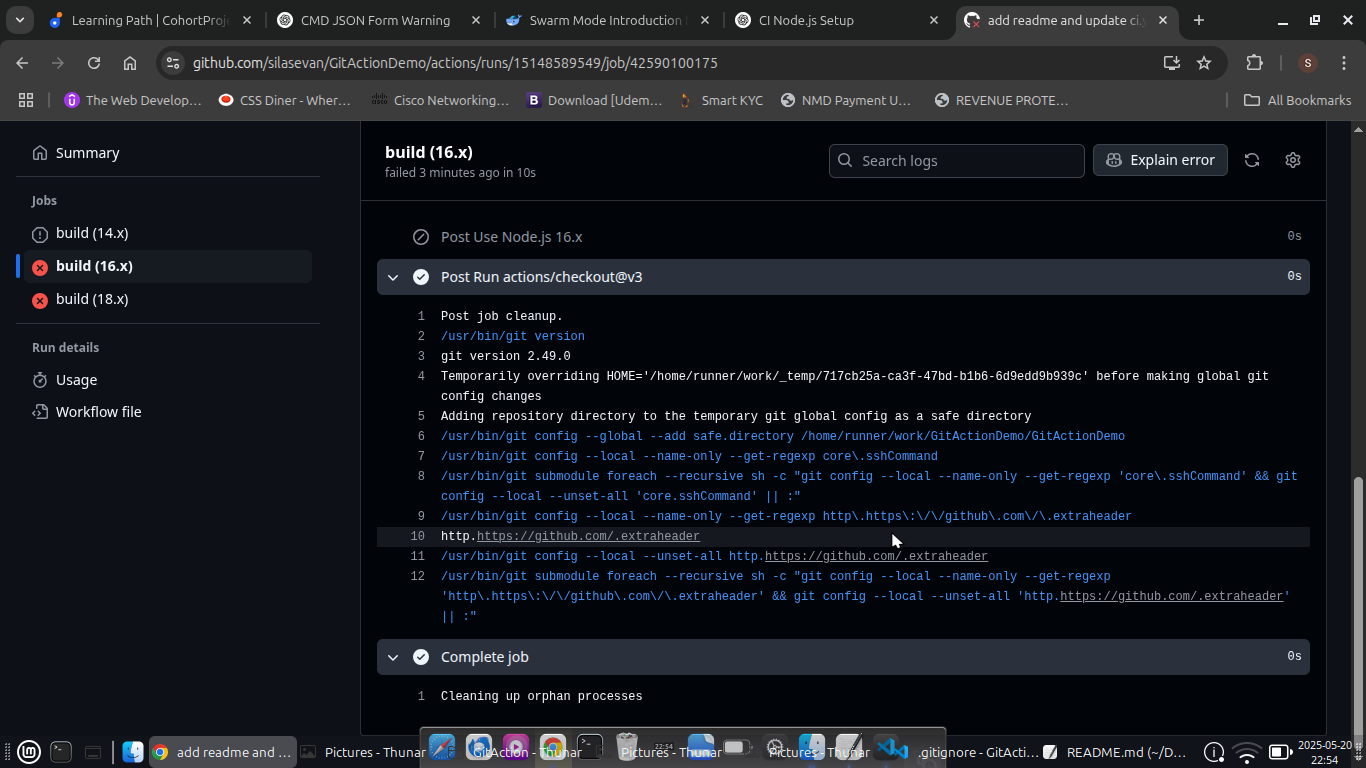 Learning Path | CohortProj
CMD JSON Form Warning
Swarm Mode Introduction
CI Node.js Setup
add readme and update ci.y
github.com/silasevan/GitActionDemo/actions/runs/15148589549/job/42590100175
S
The Web Develop...
CSS Diner - Wher...
Cisco Networking...
B Download [Udem...
Smart KYC
NMD Payment U...
REVENUE PROTE...
All Bookmarks
Summary
Jobs
build (14.x)
build (16.x)
build (18.x)
Run details
Usage
Workflow file
build (16.x)
failed 3 minutes ago in 10s
Search logs
Explain error
Post Use Node.js 16.x 0s
Post Run actions/checkout@v3 0s
1 Post job cleanup.
2 /usr/bin/git version
3 git version 2.49.0
4 Temporarily overriding HOME='/home/runner/work/_temp/717cb25a-ca3f-47bd-b1b6-6d9edd9b939c' before making global git
config changes
5 Adding repository directory to the temporary git global config as a safe directory
6 /usr/bin/git config --global --add safe.directory /home/runner/work/GitActionDemo/GitActionDemo
7 /usr/bin/git config --local --name-only --get-regexp core\.sshCommand
8 /usr/bin/git submodule foreach --recursive sh -c "git config --local --name-only --get-regexp 'core\.sshCommand' && git
config --local --unset-all 'core.sshCommand' || :"
9 /usr/bin/git config --local --name-only --get-regexp http\.https\:\/\/github\.com\/\.extraheader
10 http.https://github.com/.extraheader
11 /usr/bin/git config --local --unset-all http.https://github.com/.extraheader
12 /usr/bin/git submodule foreach --recursive sh -c "git config --local --name-only --get-regexp
'http\.https\:\/\/github\.com\/\.extraheader' && git config --local --unset-all 'http.https://github.com/.extraheader'
|| :"
Complete job 0s
1 Cleaning up orphan processes
add readme and ...
Pictures - Thunar
GitAction - Thunar
22:54
Pictures - Thunar
Pictures - Thunar
.gitignore - GitActi...
README.md (~/D...
2025-05-20
22:54